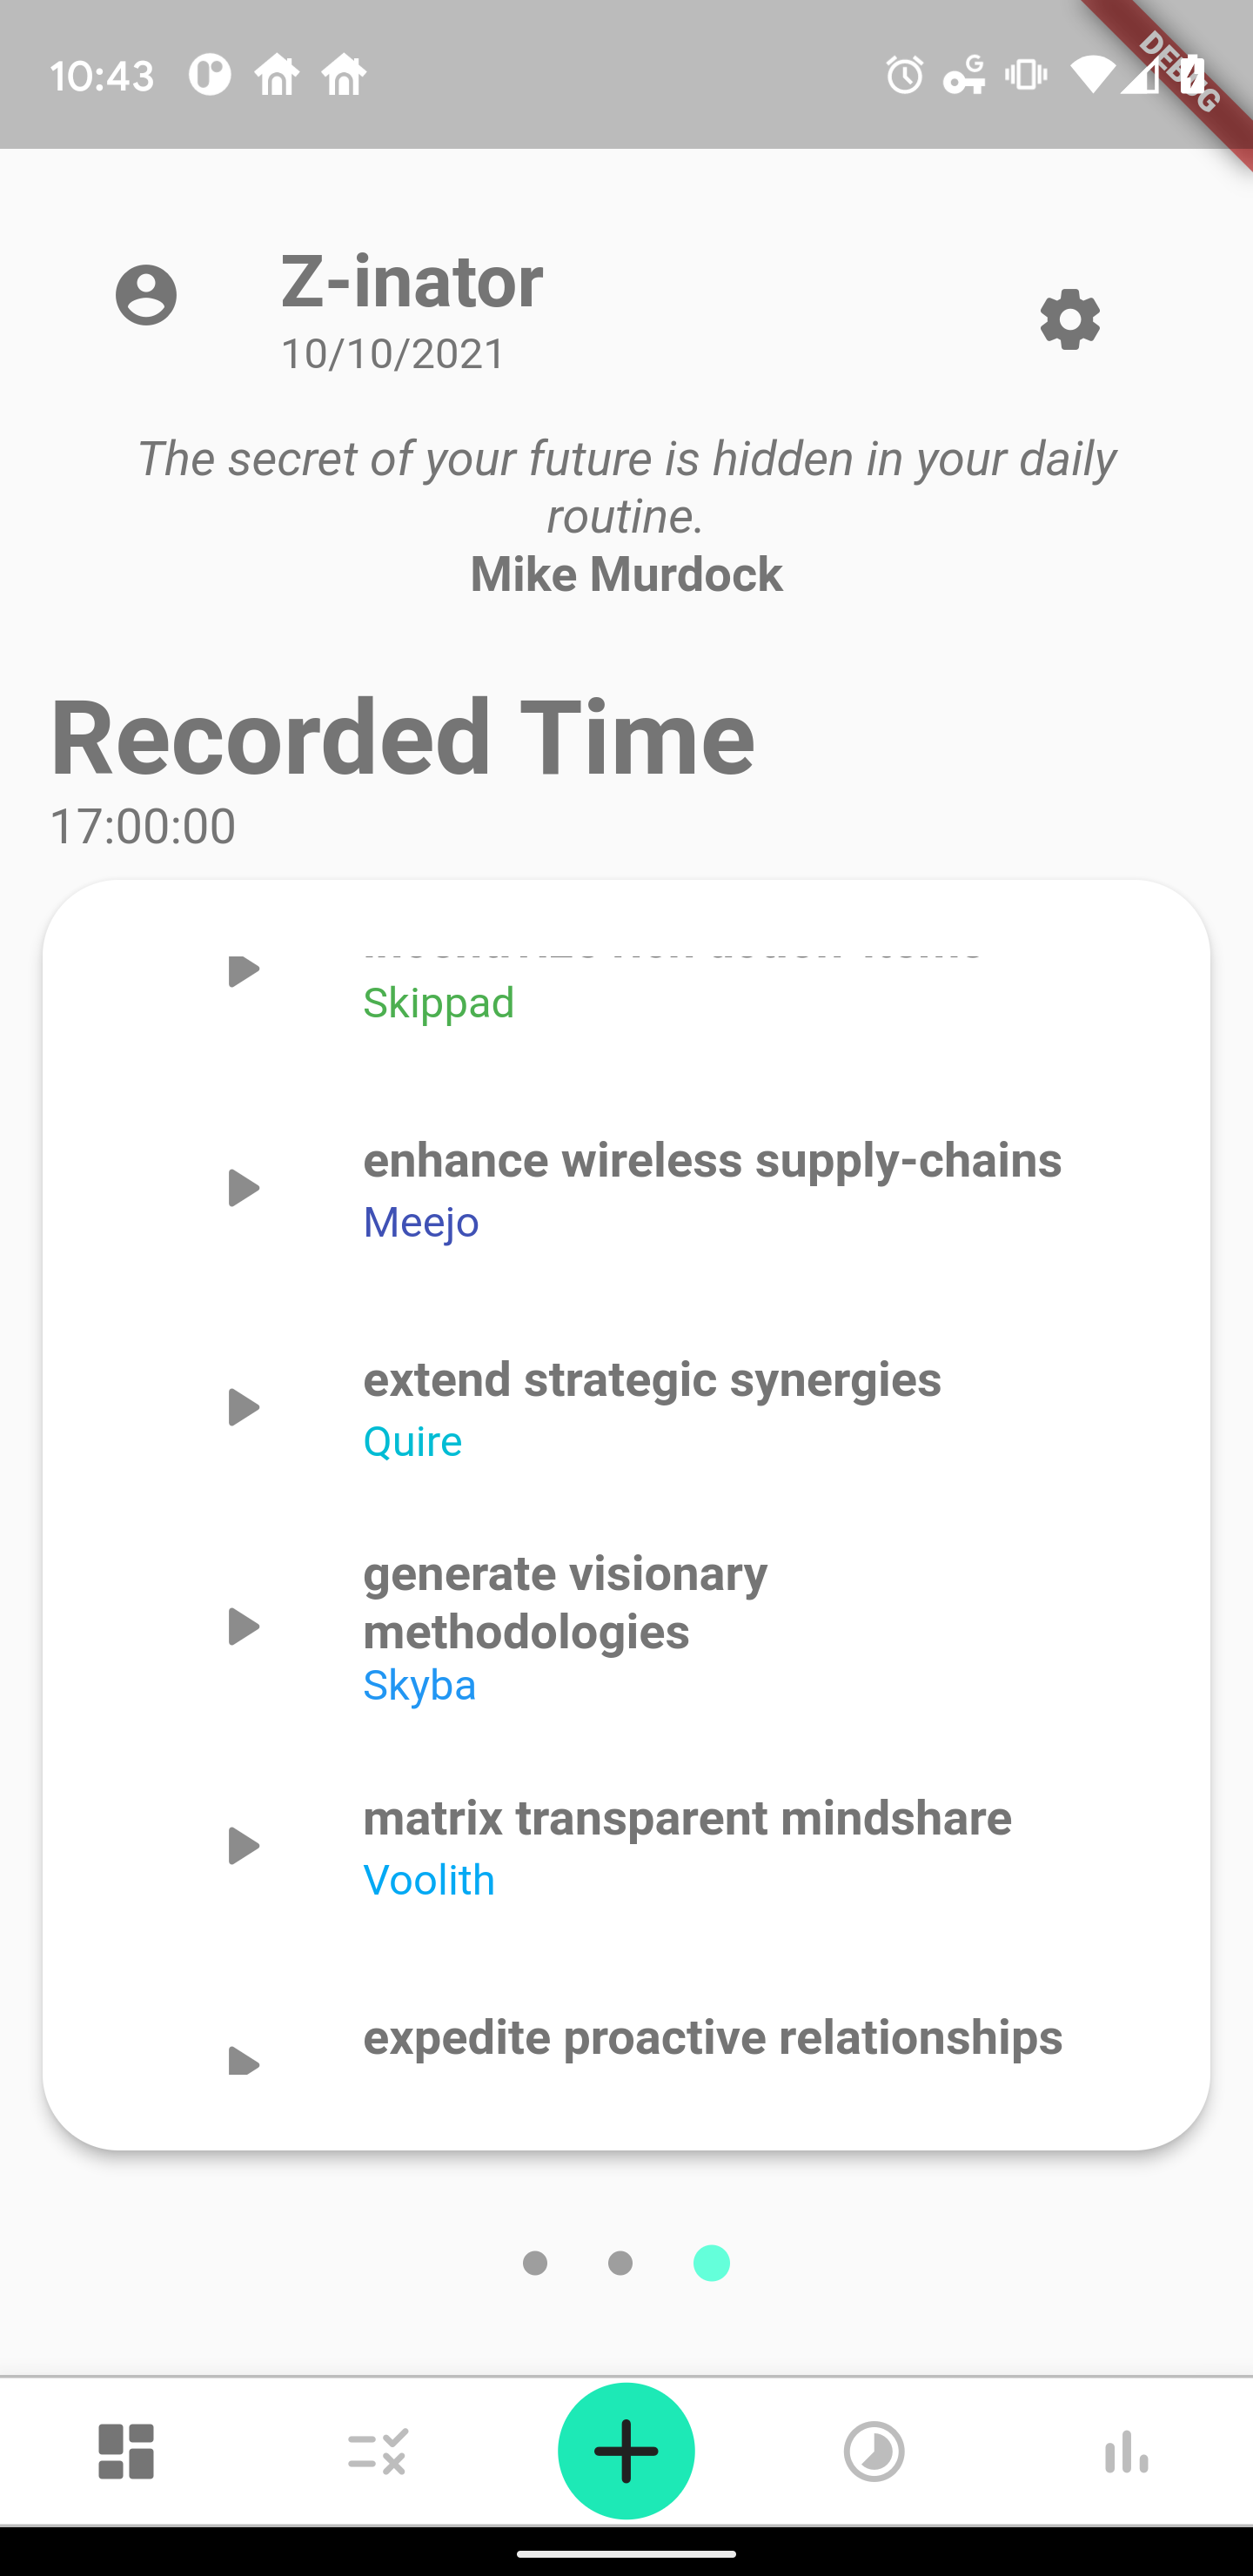 10:43
G
DEBUG
Z-inator
10/10/2021
The secret of your future is hidden in your daily
routine.
Mike Murdock
Recorded Time
17:00:00
Skippad
enhance wireless supply-chains
Meejo
extend strategic synergies
Quire
generate visionary
methodologies
Skyba
matrix transparent mindshare
Voolith
expedite proactive relationships